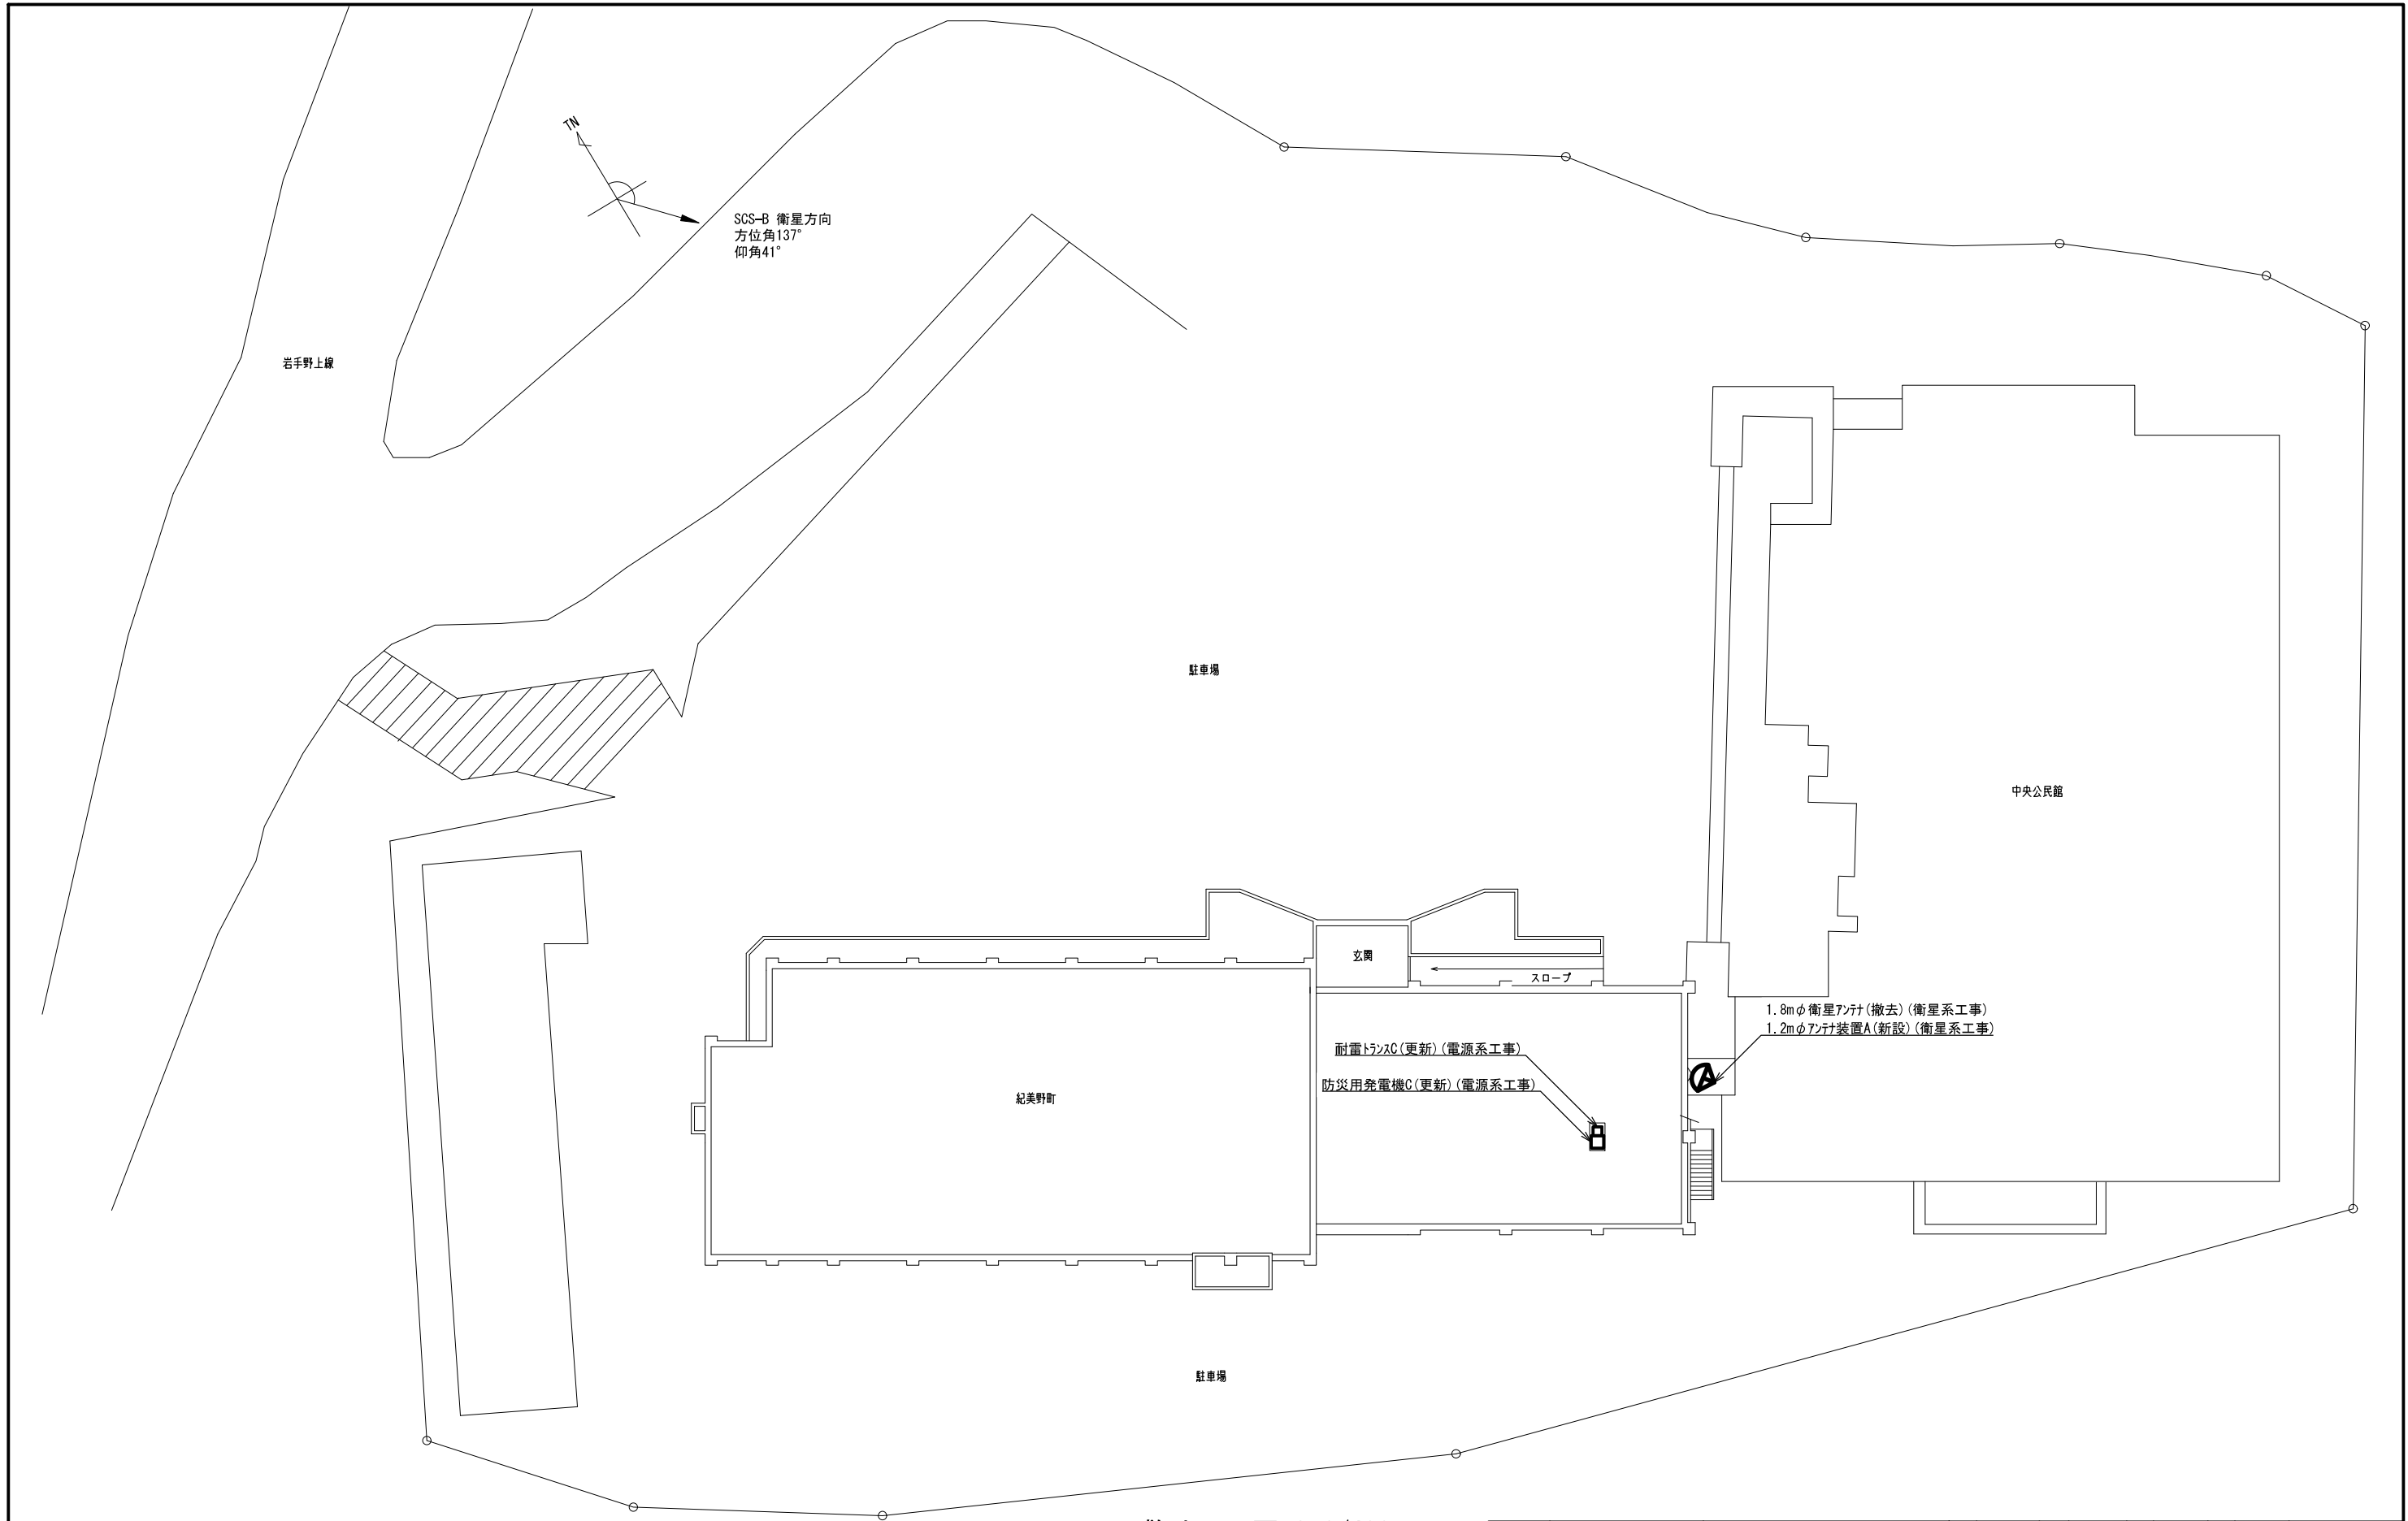 TN
SCS-B 衛星方向
方位角137°
仰角41°
岩手野上線
駐車場
中央公民館
玄関
スロープ
1.8mφ衛星ｱﾝﾃﾅ(撤去)(衛星系工事)
1.2mφｱﾝﾃﾅ装置A(新設)(衛星系工事)
耐雷ﾄﾗﾝｽC(更新)(電源系工事)
防災用発電機C(更新)(電源系工事)
紀美野町
駐車場